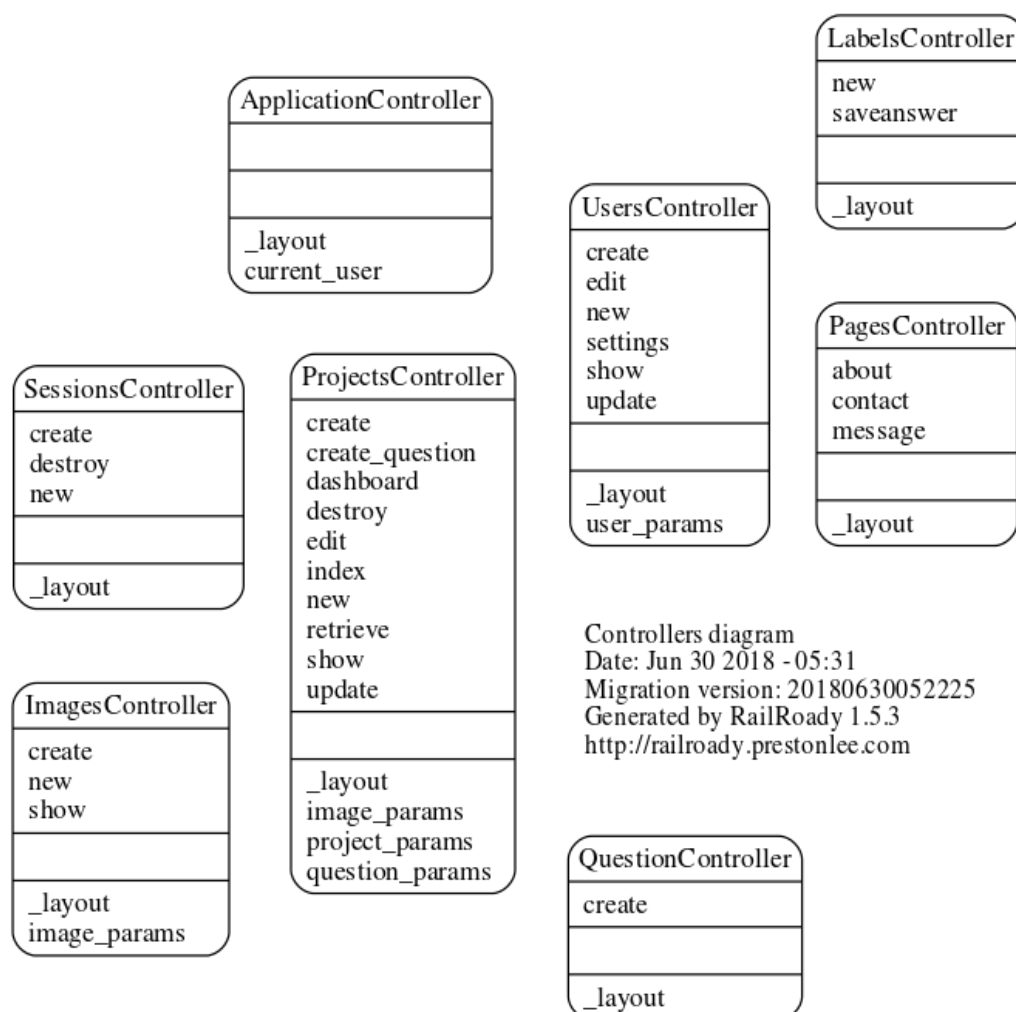 LabelsController
new
saveanswer
_layout
ApplicationController
_layout
current_user
UsersController
create
edit
new
settings
show
update
_layout
user_params
PagesController
about
contact
message
_layout
SessionsController
create
destroy
new
_layout
ProjectsController
create
create_question
dashboard
destroy
edit
index
new
retrieve
show
update
_layout
image_params
project_params
question_params
Controllers diagram
Date: Jun 30 2018 - 05:31
Migration version: 20180630052225
Generated by RailRoady 1.5.3
http://railroady.prestonlee.com
ImagesController
create
new
show
_layout
image_params
QuestionController
create
_layout